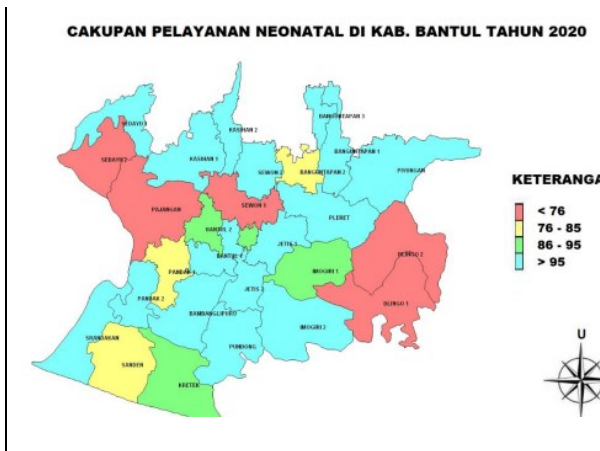 CAKUPAN PELAYANAN NEONATAL DI KAB. BANTUL TAHUN 2020
SEDAYU 1
KASIHAN 2
BANGUNTAPAN 3
SEDAYU 2
KASIHAN 1
SEWON 2
BANGUNTAPAN 1
BANGUNTAPAN 2
PIYUNGAN
PAJANGAN
SEWON 1
PLERET
BANTUL 2
JETIS 1
BANTUL 1
DLINGO 2
PANDAK 1
IMOGIRI 1
JETIS 2
DLINGO 1
PANDAK 2
BAMBANGLIPURO
IMOGIRI 2
SRANDAKAN
PUNDONG
SANDEN
KRETEK
KETERANGA
< 76
76 - 85
86 - 95
> 95
U